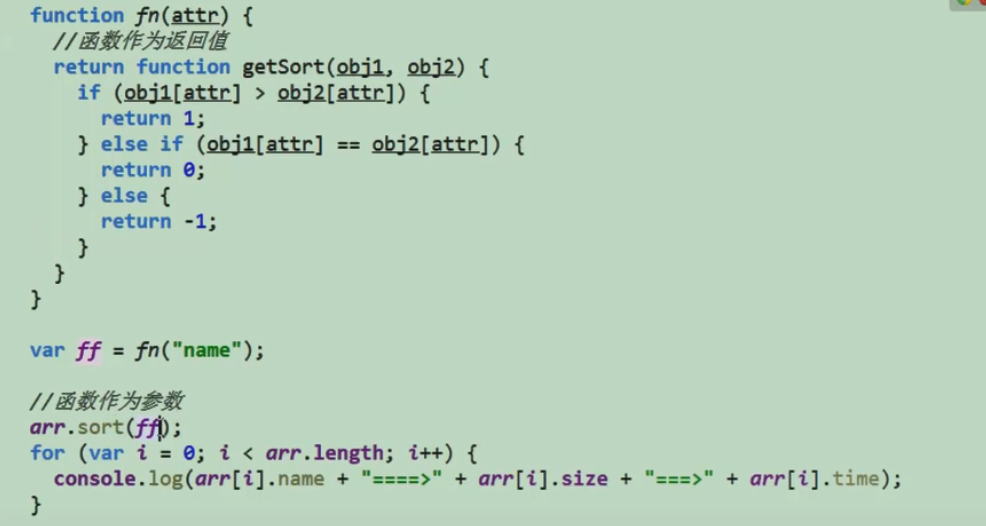 function fn(attr) {
//函数作为返回值
return function getSort(obj1, obj2) {
if (obj1[attr] > obj2[attr]) {
return 1;
} else if (obj1[attr] == obj2[attr]) {
return 0;
} else {
return -1;
}
}
}
var ff = fn("name");
//函数作为参数
arr.sort(ff);
for (var i = 0; i < arr.length; i++) {
console.log(arr[i].name + "====>" + arr[i].size + "===>" + arr[i].time);
}